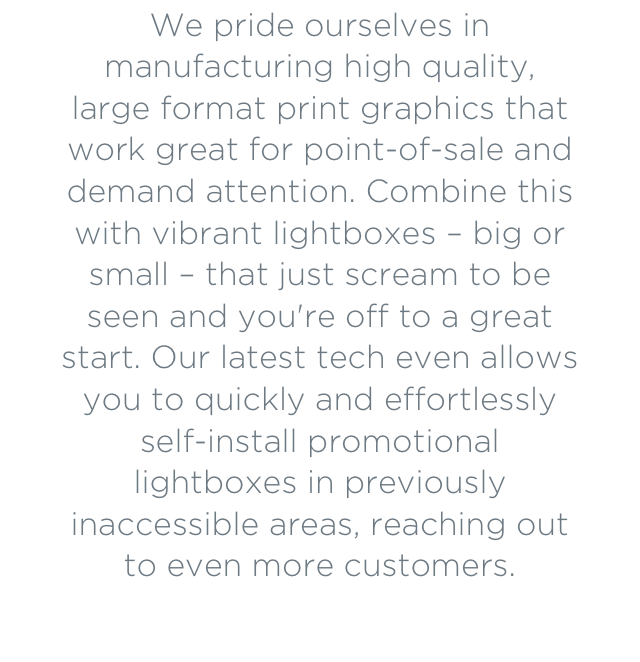 We pride ourselves in
manufacturing high quality,
large format print graphics that
work great for point-of-sale and
demand attention. Combine this
with vibrant lightboxes – big or
small – that just scream to be
seen and you're off to a great
start. Our latest tech even allows
you to quickly and effortlessly
self-install promotional
lightboxes in previously
inaccessible areas, reaching out
to even more customers.